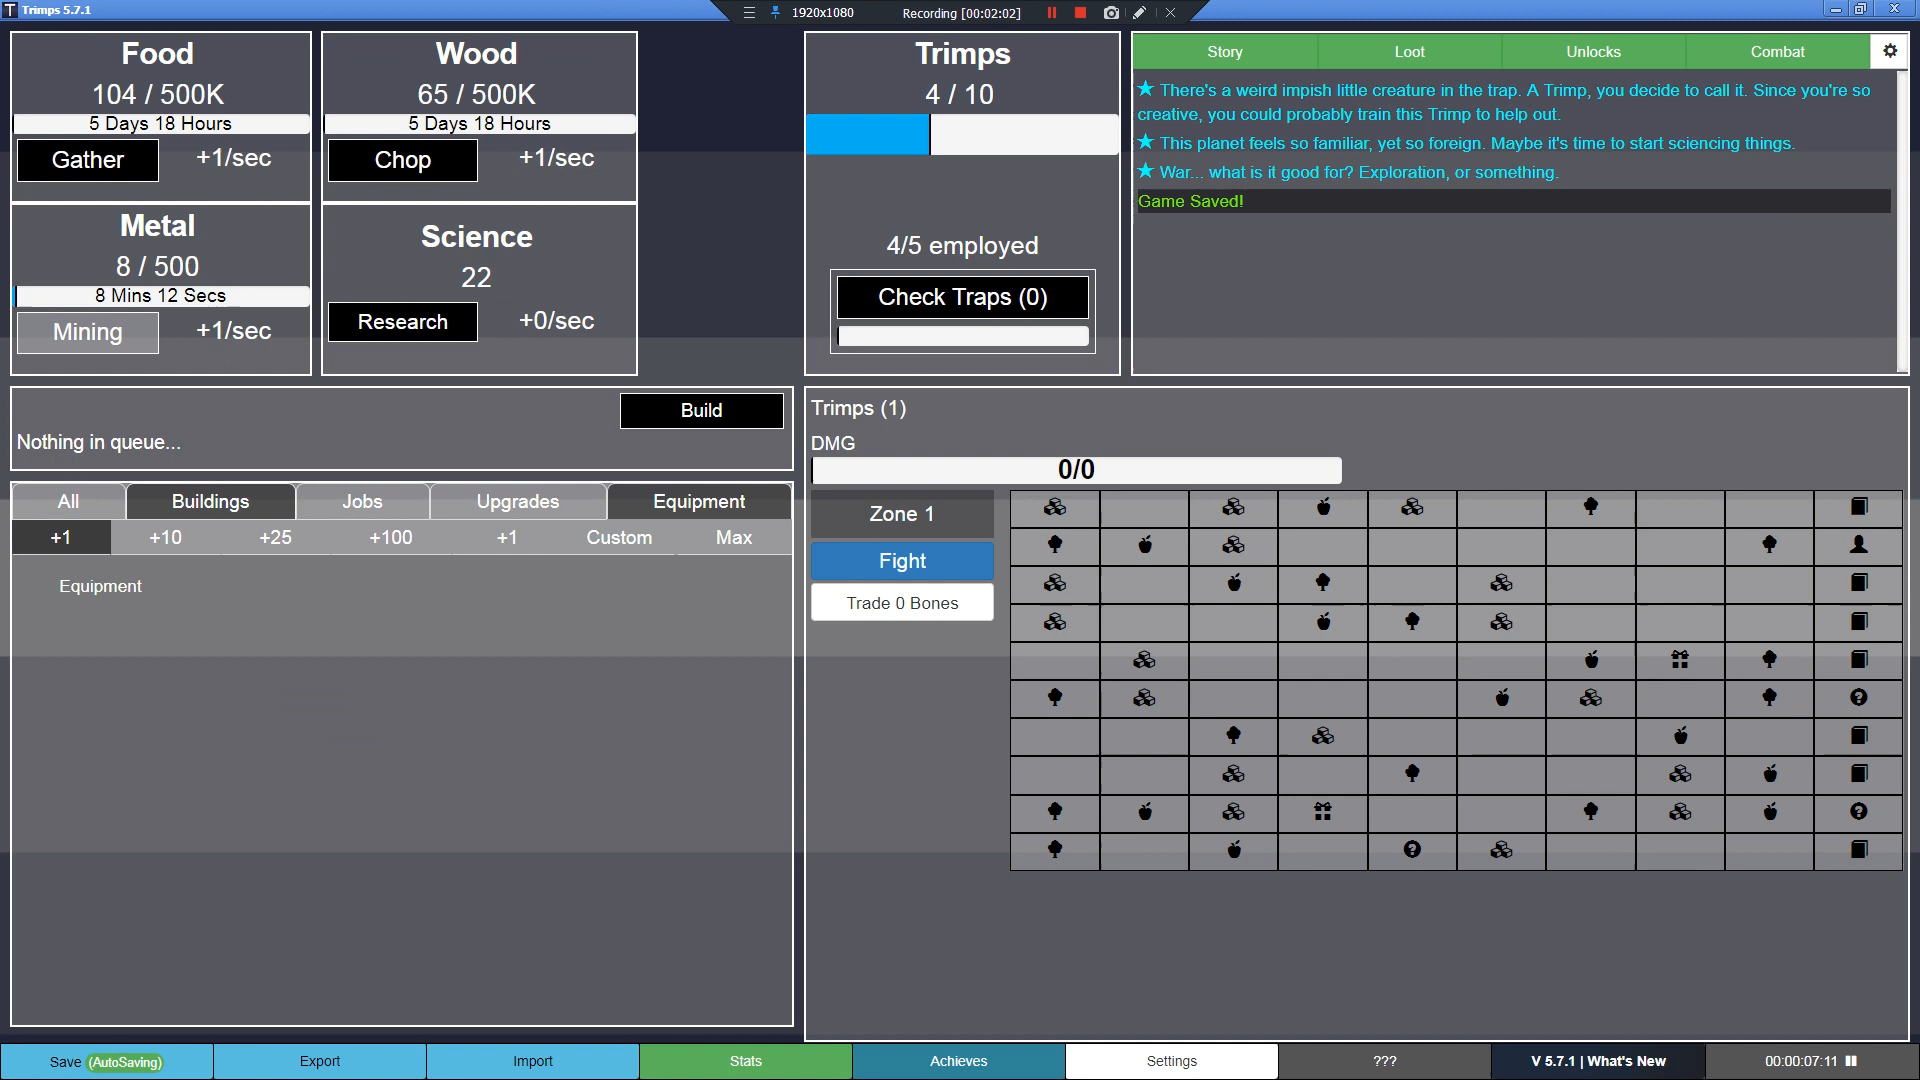 Trimps 5.7.1
1920x1080
Recording [00:02:02]
Food
104 / 500K
5 Days 18 Hours
Gather
+1/sec
Wood
65 / 500K
5 Days 18 Hours
Chop
+1/sec
Metal
8 / 500
8 Mins 12 Secs
Mining
+1/sec
Science
22
Research
+0/sec
Trimps
4 / 10
4/5 employed
Check Traps (0)
Story
Loot
Unlocks
Combat
There's a weird impish little creature in the trap. A Trimp, you decide to call it. Since you're so
creative, you could probably train this Trimp to help out.
This planet feels so familiar, yet so foreign. Maybe it's time to start sciencing things.
War... what is it good for? Exploration, or something.
Game Saved!
Build
Nothing in queue...
All
Buildings
Jobs
Upgrades
Equipment
+1
+10
+25
+100
+1
Custom
Max
Equipment
Trimps (1)
DMG
0/0
Zone 1
Fight
Trade 0 Bones
Save (AutoSaving)
Export
Import
Stats
Achieves
Settings
???
V 5.7.1 | What's New
00:00:07:11